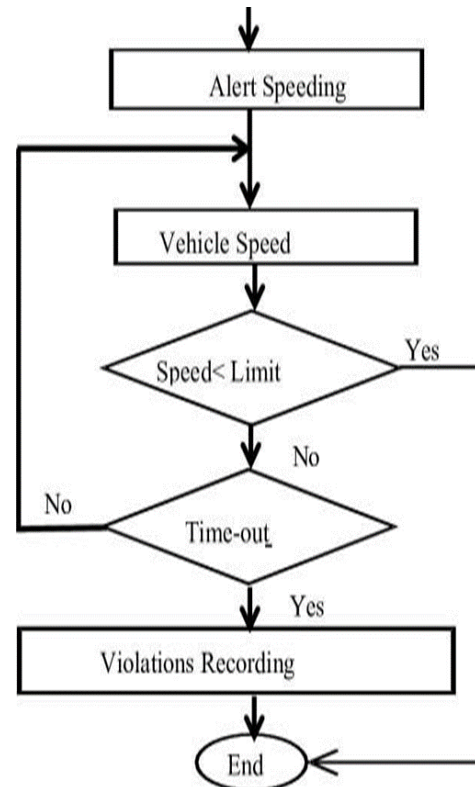 Alert Speeding
Vehicle Speed
Speed< Limit
Yes
No
No
Time-out
Yes
Violations Recording
End